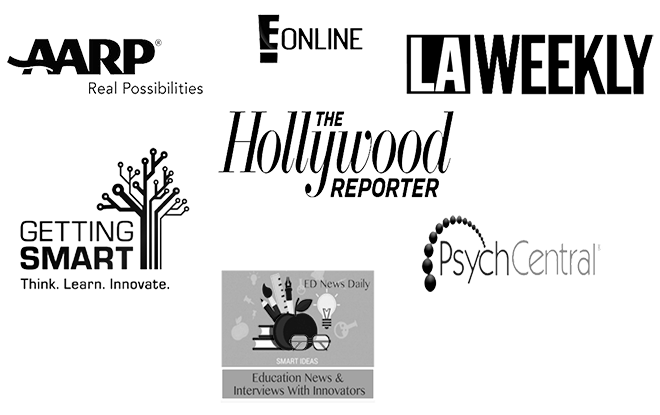 AARP®
Real Possibilities
E ONLINE
LA WEEKLY
THE
Hollywood
REPORTER
GETTING
SMART
Think. Learn. Innovate.
PsychCentral
ED News Daily
SMART IDEAS
Education News &
Interviews With Innovators